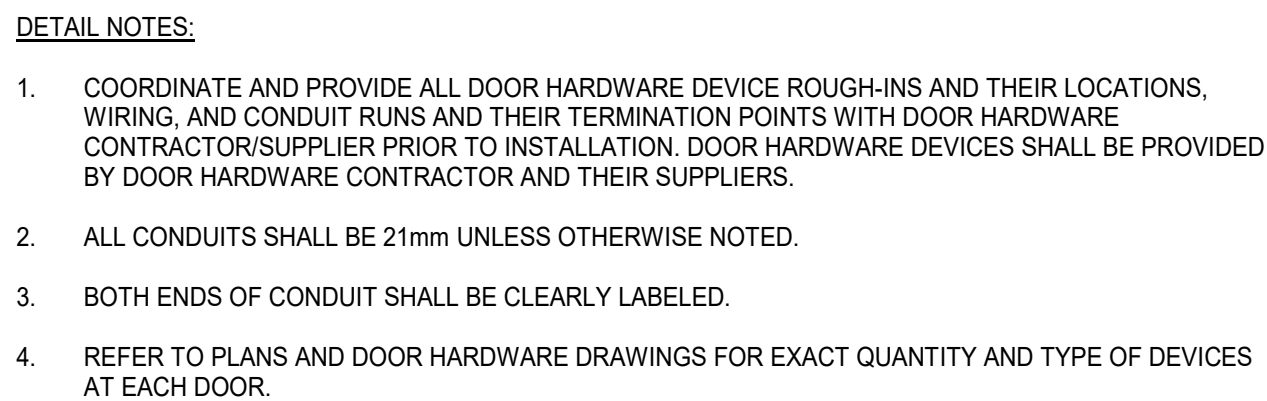 DETAIL NOTES:
1. COORDINATE AND PROVIDE ALL DOOR HARDWARE DEVICE ROUGH-INS AND THEIR LOCATIONS,
WIRING, AND CONDUIT RUNS AND THEIR TERMINATION POINTS WITH DOOR HARDWARE
CONTRACTOR/SUPPLIER PRIOR TO INSTALLATION. DOOR HARDWARE DEVICES SHALL BE PROVIDED
BY DOOR HARDWARE CONTRACTOR AND THEIR SUPPLIERS.
2. ALL CONDUITS SHALL BE 21mm UNLESS OTHERWISE NOTED.
3. BOTH ENDS OF CONDUIT SHALL BE CLEARLY LABELED.
4. REFER TO PLANS AND DOOR HARDWARE DRAWINGS FOR EXACT QUANTITY AND TYPE OF DEVICES
AT EACH DOOR.